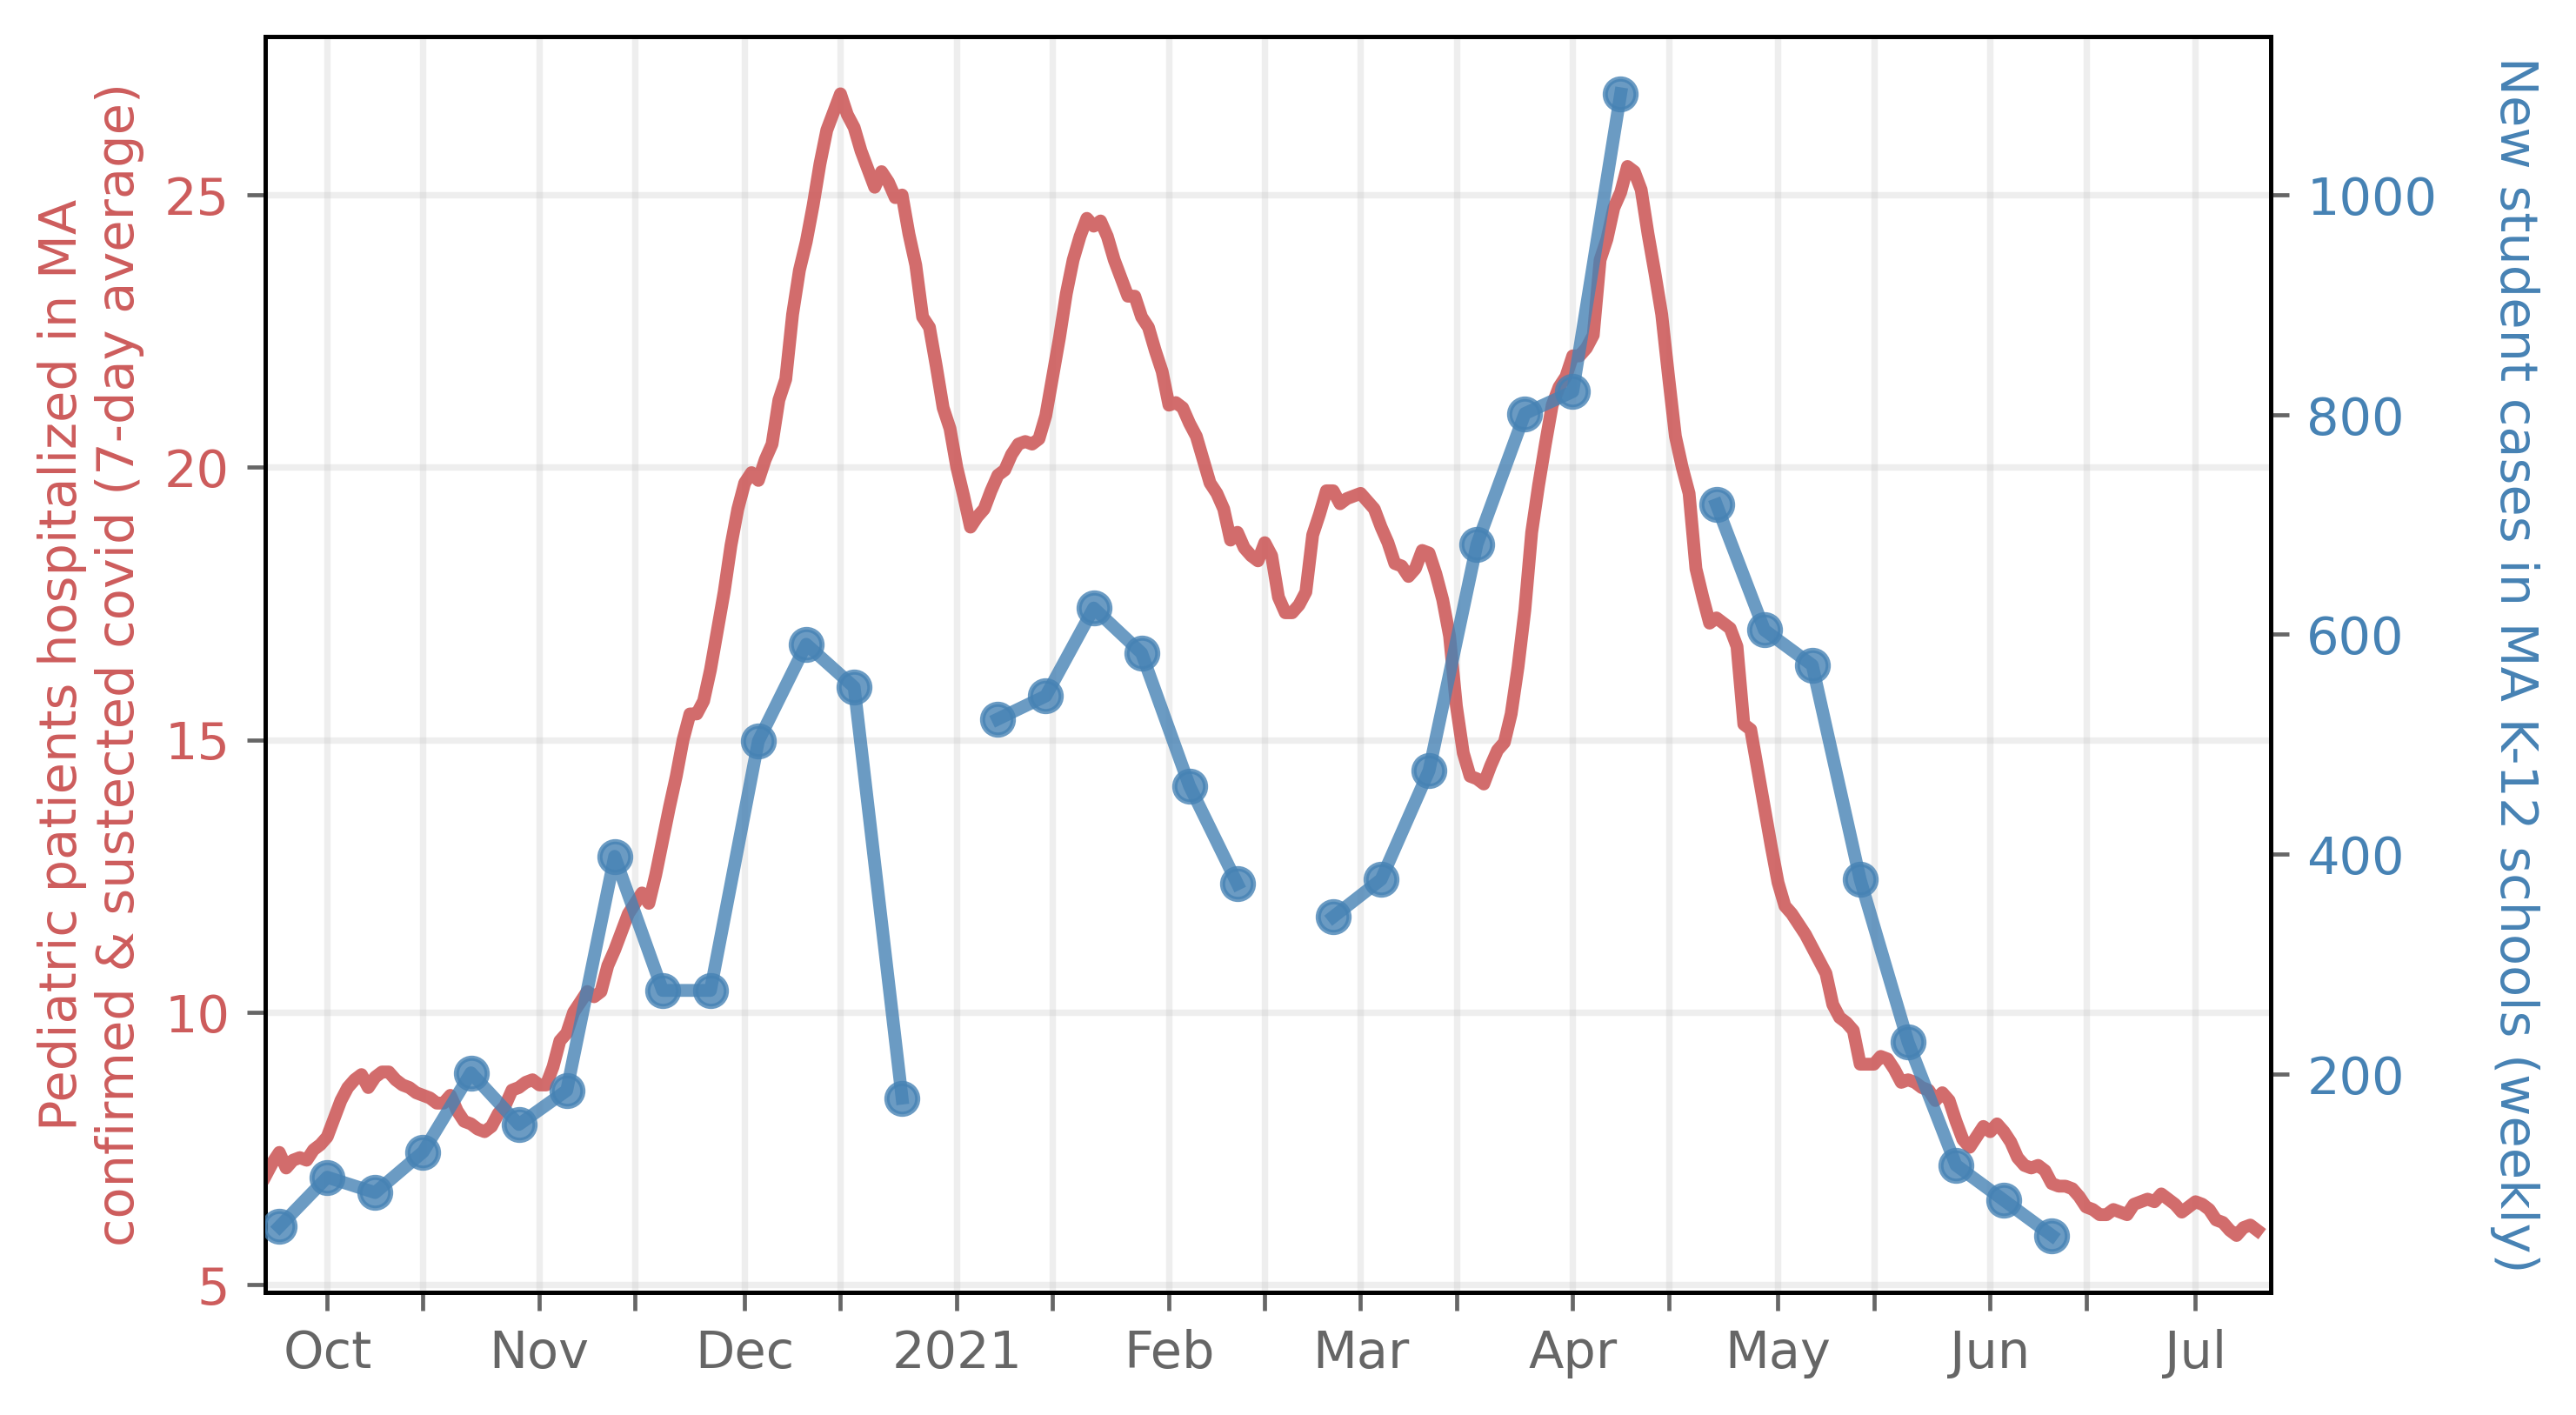 Pediatric patients hospitalized in MA
confirmed & sustected covid (7-day average)
25
20
15
10
5
Oct
Nov
Dec
2021
Feb
Mar
Apr
May
Jun
Jul
1000
800
600
400
200
New student cases in MA K-12 schools (weekly)